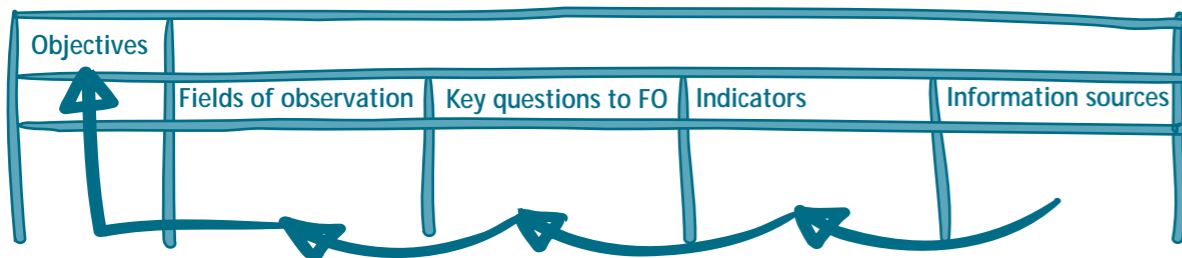 Objectives
Fields of observation
Key questions to FO
Indicators
Information sources